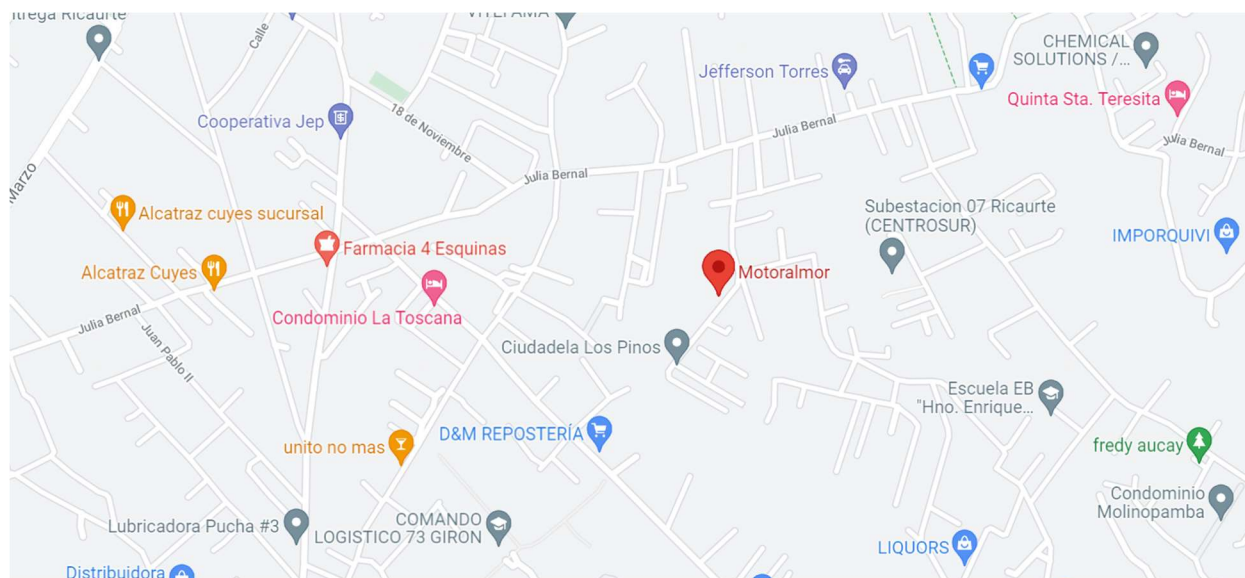 Ricaurte
Calle
CHEMICAL
SOLUTIONS /...
Jefferson Torres
Quinta Sta. Teresita
18 de Noviembre
Cooperativa Jep
Julia Bernal
Julia Bernal
Marzo
Julia Bernal
Alcatraz cuyes sucursal
Subestacion 07 Ricaurte
(CENTROSUR)
IMPORQUIVI
Farmacia 4 Esquinas
Alcatraz Cuyes
Motoralmor
Julia Bernal
Condominio La Toscana
Juan Pablo II
Ciudadela Los Pinos
Escuela EB
"Hno. Enrique...
unito no mas
D&M REPOSTERÍA
fredy aucay
Condominio
Molinopamba
Lubricadora Pucha #3
COMANDO
LOGISTICO 73 GIRON
LIQUORS
Distribuidora